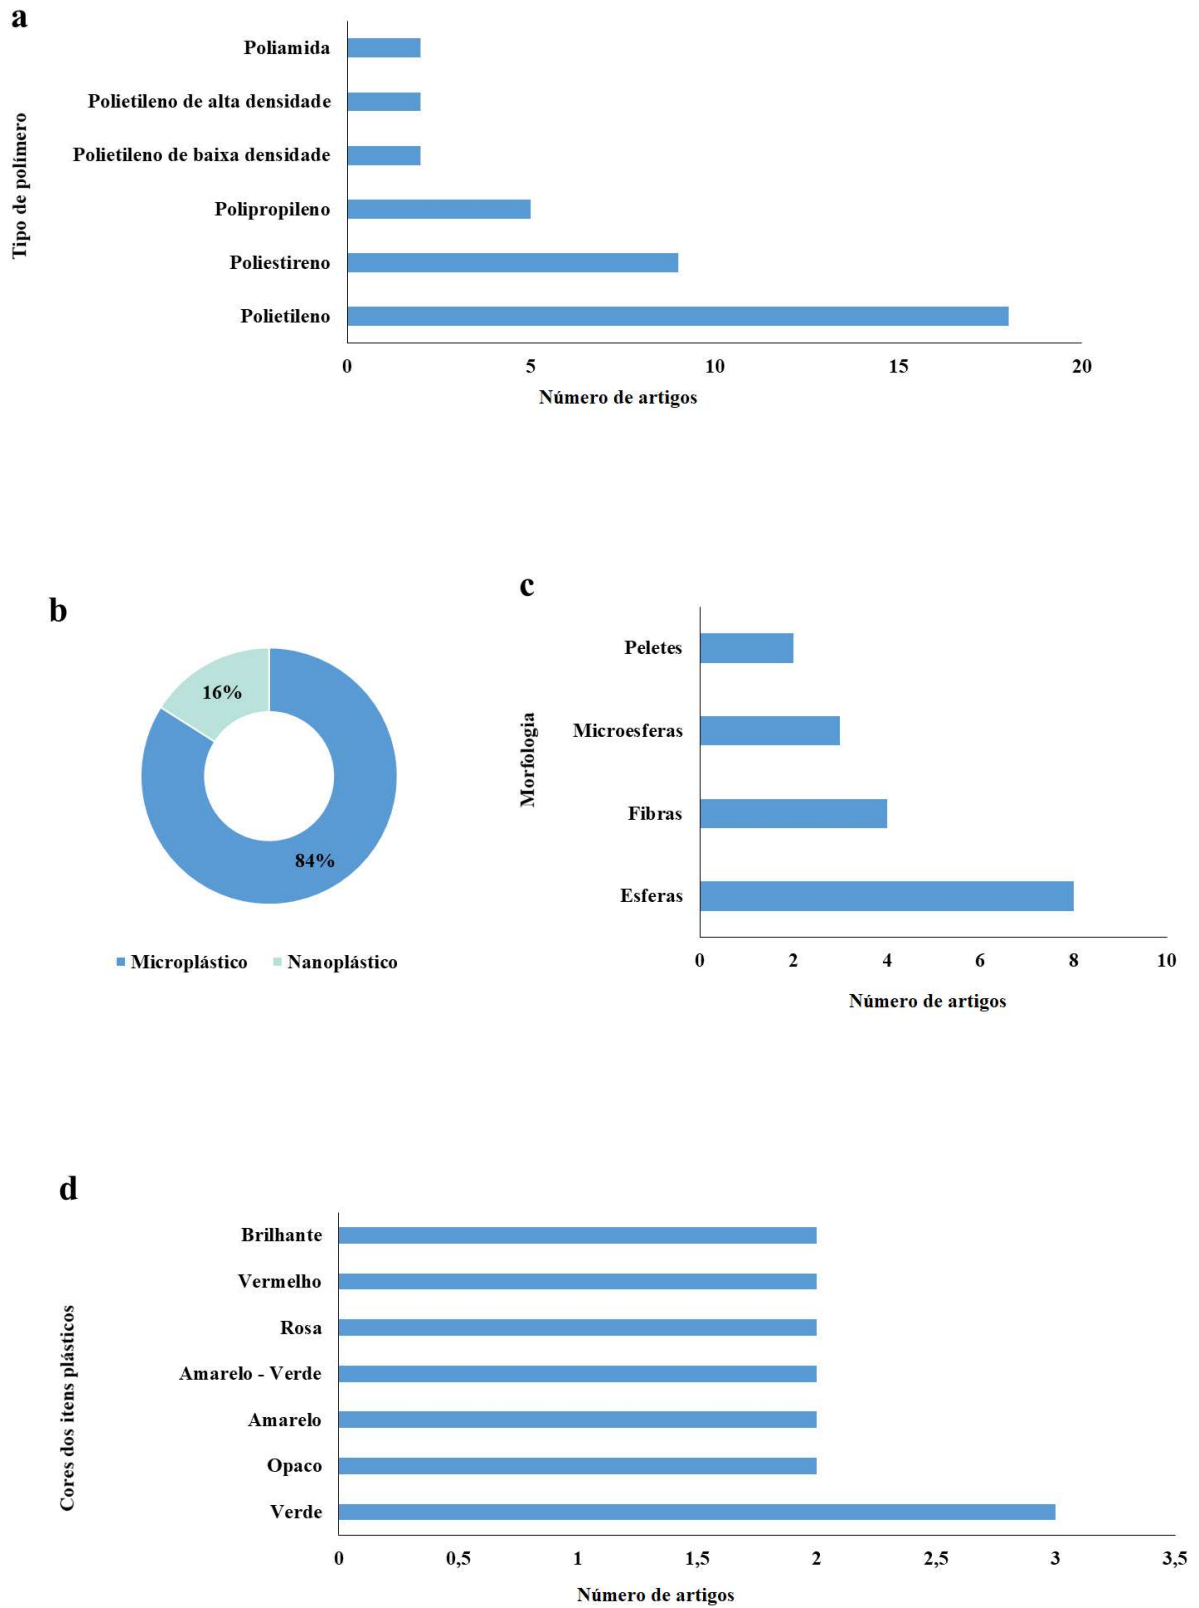 a
Tipo de polímero
Poliamida
Polietileno de alta densidade
Polietileno de baixa densidade
Polipropileno
Poliestireno
Polietileno
0 5 10 15 20
Número de artigos
b
16%
84%
Microplástico Nanoplástico
c
Morfologia
Peletes
Microesferas
Fibras
Esferas
0 2 4 6 8 10
Número de artigos
d
Cores dos itens plásticos
Brilhante
Vermelho
Rosa
Amarelo - Verde
Amarelo
Opaco
Verde
0 0,5 1 1,5 2 2,5 3 3,5
Número de artigos